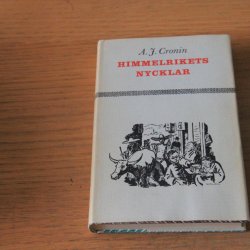 A. J. Cronin
HIMMELRIKETS
NYCKLAR